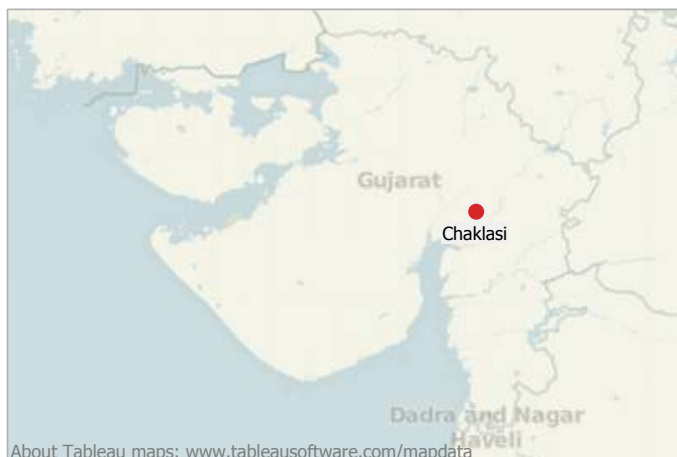 Gujarat
Chaklasi
Dadra and Nagar
Haveli
About Tableau maps: www.tableausoftware.com/mapdata